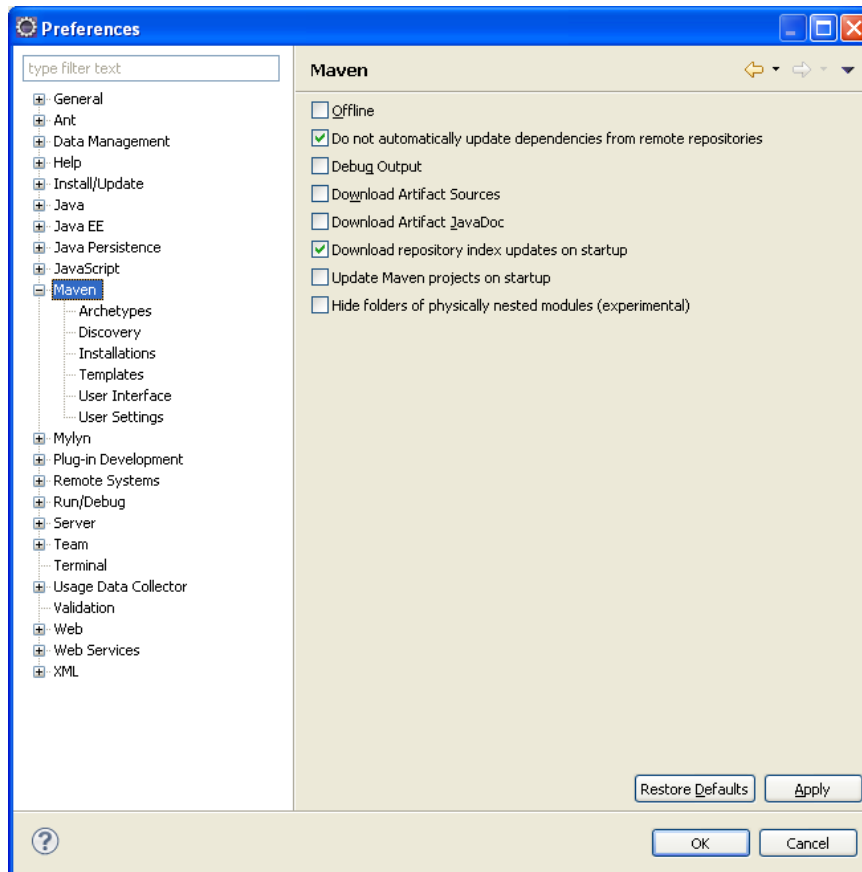 Preferences
type filter text
General
Ant
Data Management
Help
Install/Update
Java
Java EE
Java Persistence
JavaScript
Maven
Archetypes
Discovery
Installations
Templates
User Interface
User Settings
Mylyn
Plug-in Development
Remote Systems
Run/Debug
Server
Team
Terminal
Usage Data Collector
Validation
Web
Web Services
XML
Maven
Offline
Do not automatically update dependencies from remote repositories
Debug Output
Download Artifact Sources
Download Artifact JavaDoc
Download repository index updates on startup
Update Maven projects on startup
Hide folders of physically nested modules (experimental)
Restore Defaults Apply
OK Cancel